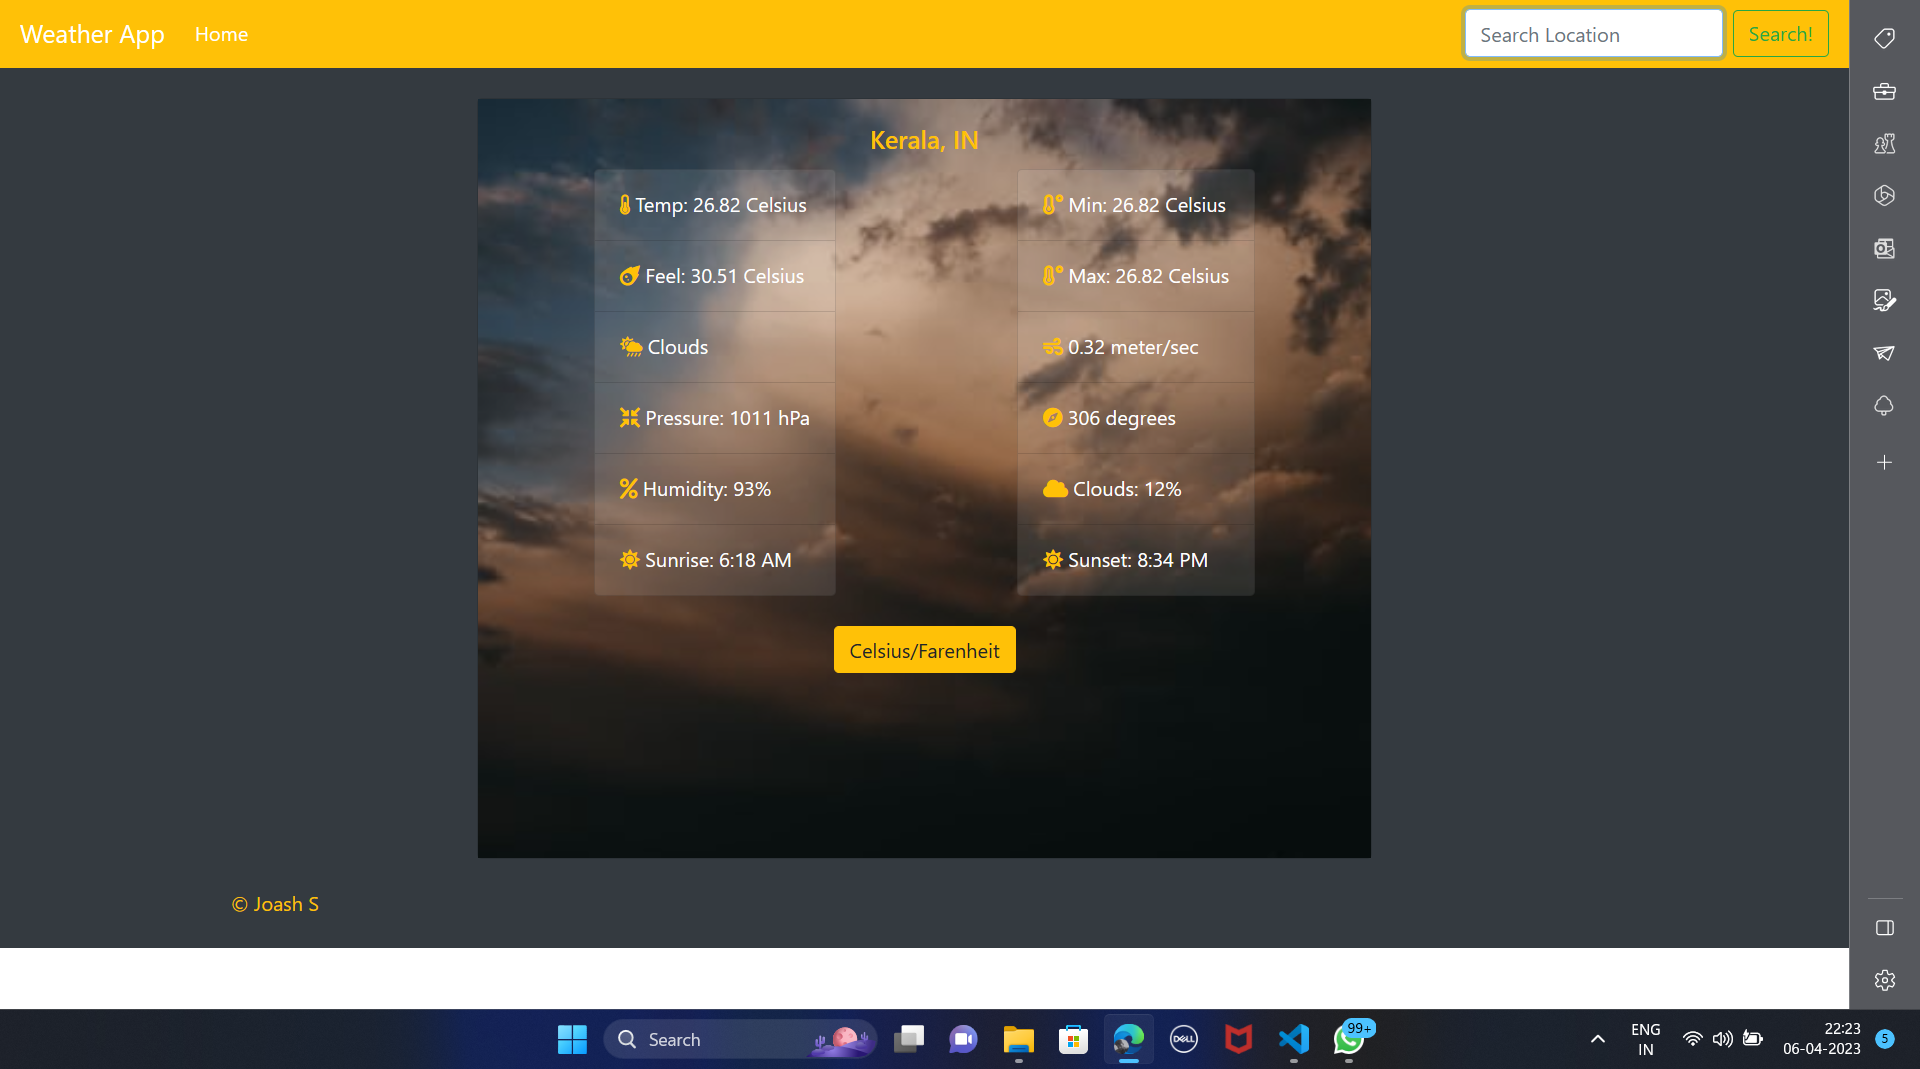 Weather App Home Search Location Search!
Kerala, IN
Temp: 26.82 Celsius
Feel: 30.51 Celsius
Clouds
Pressure: 1011 hPa
Humidity: 93%
Sunrise: 6:18 AM
Min: 26.82 Celsius
Max: 26.82 Celsius
0.32 meter/sec
306 degrees
Clouds: 12%
Sunset: 8:34 PM
Celsius/Farenheit
© Joash S
Search
DELL
99+
ENG
IN
22:23
06-04-2023
5